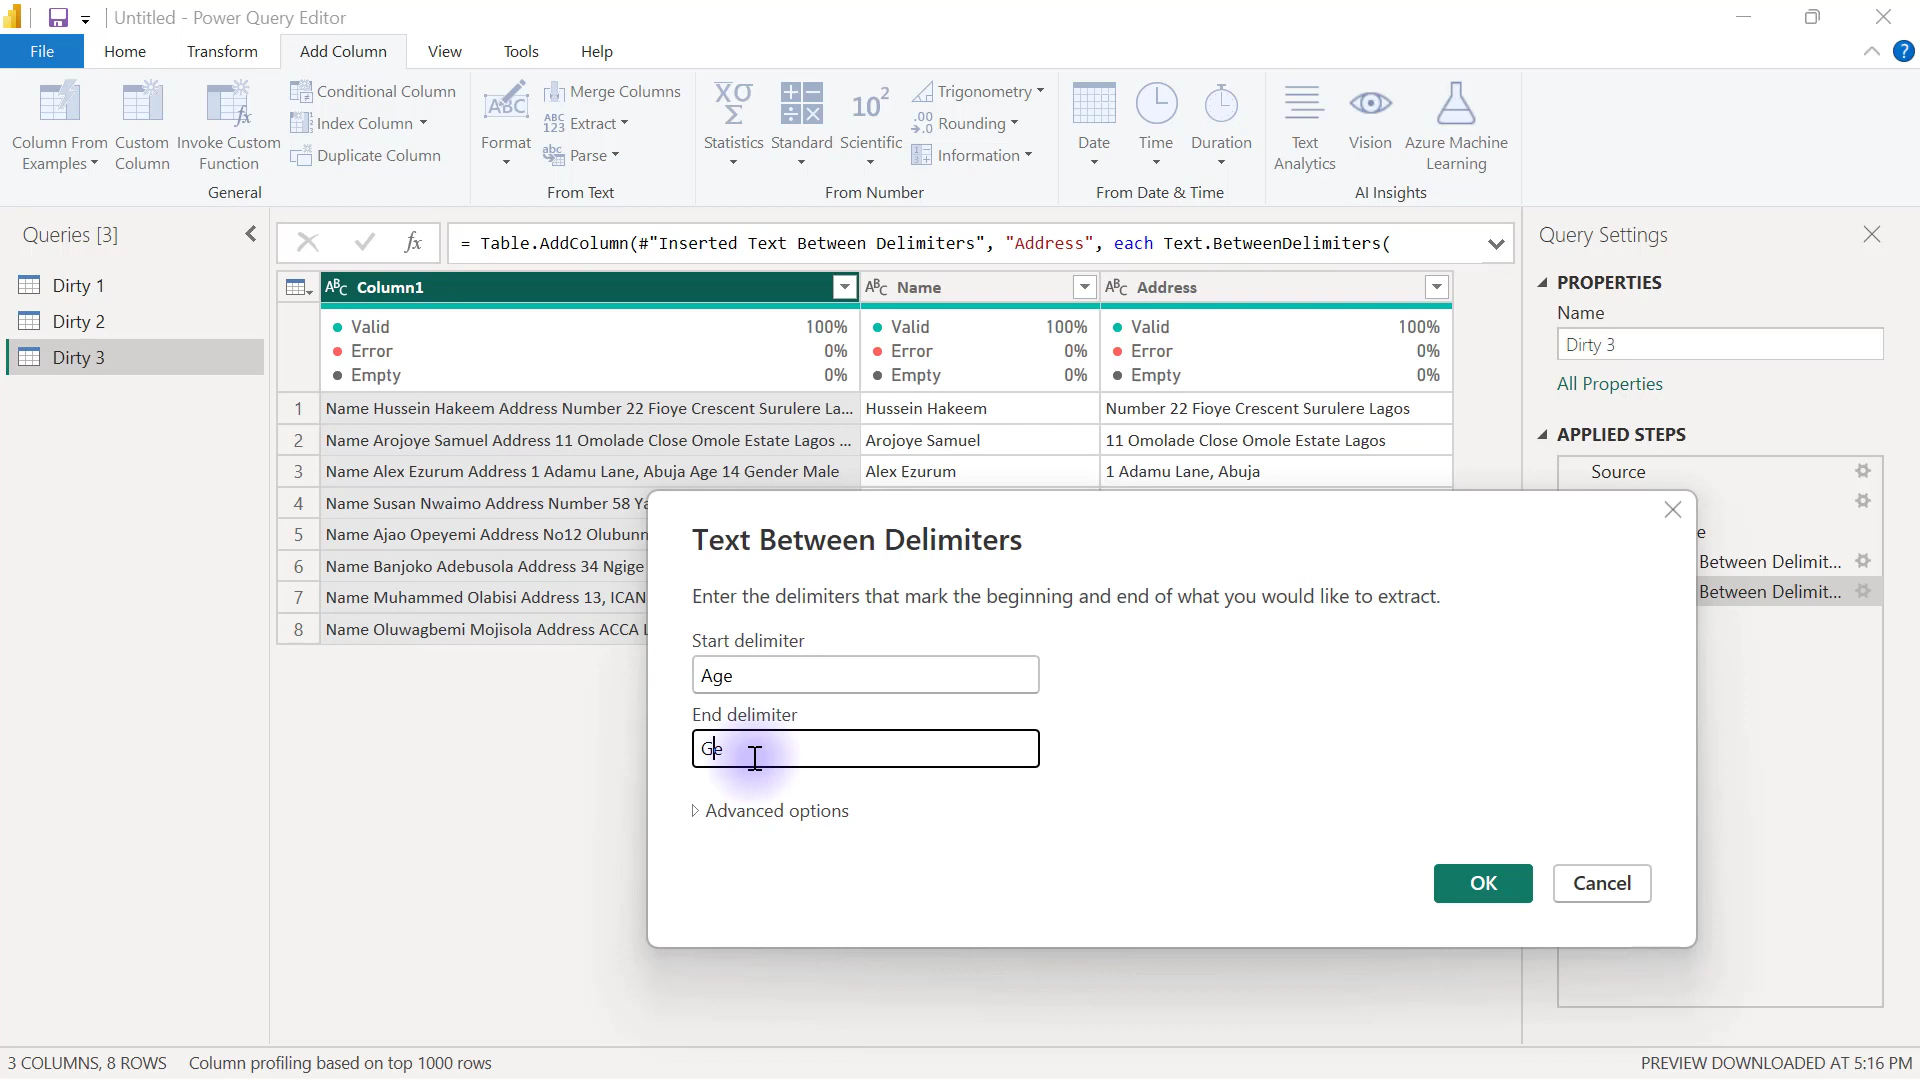 Untitled - Power Query Editor
File
Home
Transform
Add Column
View
Tools
Help
Column From
Examples
Custom
Column
Invoke Custom
Function
Conditional Column
Index Column
Duplicate Column
General
Format
Merge Columns
Extract
Parse
From Text
Statistics
Standard
Scientific
Trigonometry
Rounding
Information
From Number
Date
Time
Duration
From Date & Time
Text
Analytics
Vision
Azure Machine
Learning
AI Insights
Queries [3]
Dirty 1
Dirty 2
Dirty 3
fx
= Table.AddColumn(#"Inserted Text Between Delimiters", "Address", each Text.BetweenDelimiters(
Column1
Name
Address
Valid 100%
Error 0%
Empty 0%
Valid 100%
Error 0%
Empty 0%
Valid 100%
Error 0%
Empty 0%
1 Name Hussein Hakeem Address Number 22 Fioye Crescent Surulere La... Hussein Hakeem Number 22 Fioye Crescent Surulere Lagos
2 Name Arojoye Samuel Address 11 Omolade Close Omole Estate Lagos ... Arojoye Samuel 11 Omolade Close Omole Estate Lagos
3 Name Alex Ezurum Address 1 Adamu Lane, Abuja Age 14 Gender Male Alex Ezurum 1 Adamu Lane, Abuja
4 Name Susan Nwaimo Address Number 58 Ya
5 Name Ajao Opeyemi Address No12 Olubunn
6 Name Banjoko Adebusola Address 34 Ngige
7 Name Muhammed Olabisi Address 13, ICAN
8 Name Oluwagbemi Mojisola Address ACCA L
Text Between Delimiters
Enter the delimiters that mark the beginning and end of what you would like to extract.
Start delimiter
Age
End delimiter
Ge
Advanced options
OK
Cancel
Query Settings
PROPERTIES
Name
Dirty 3
All Properties
APPLIED STEPS
Source
e
Between Delimit...
Between Delimit...
3 COLUMNS, 8 ROWS
Column profiling based on top 1000 rows
PREVIEW DOWNLOADED AT 5:16 PM